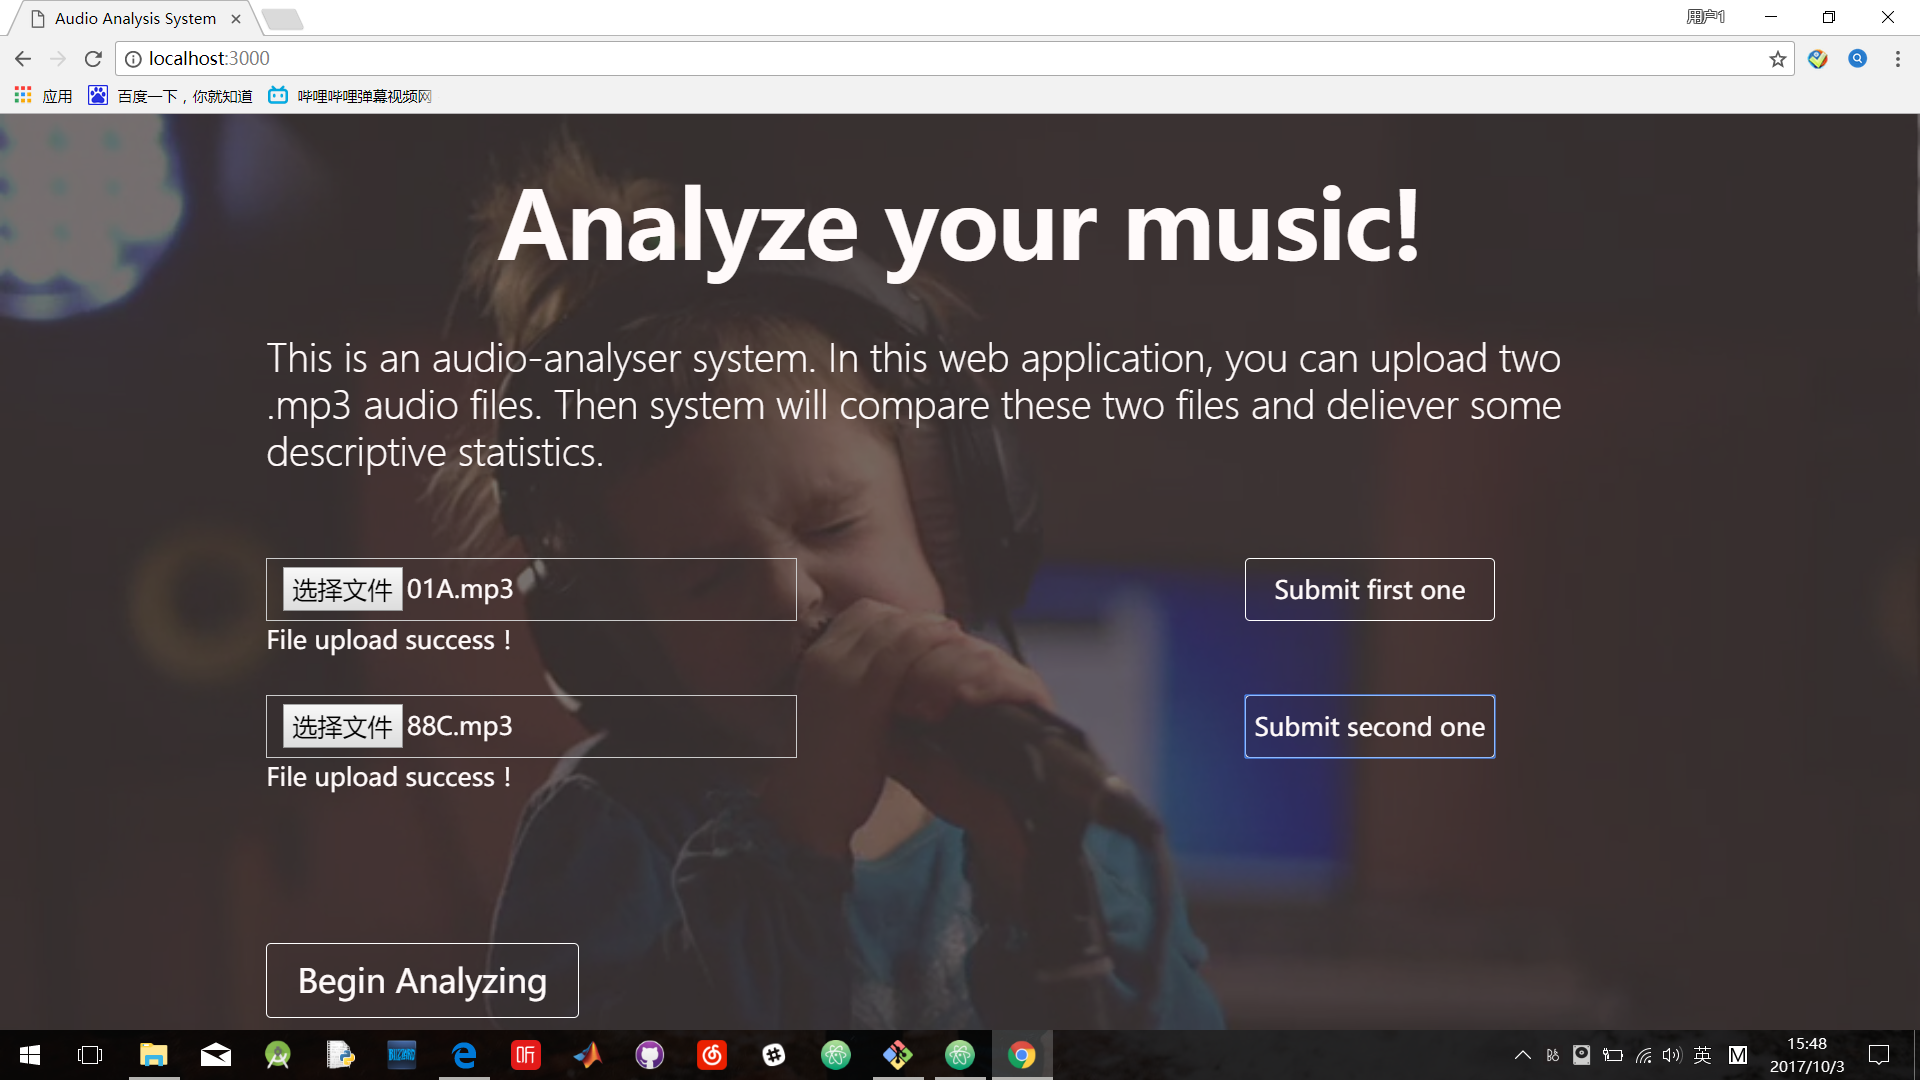 Audio Analysis System
用户1
localhost:3000
应用
百度一下，你就知道
哔哩哔哩弹幕视频网
Analyze your music!
This is an audio-analyser system. In this web application, you can upload two
.mp3 audio files. Then system will compare these two files and deliever some
descriptive statistics.
选择文件 01A.mp3
Submit first one
File upload success !
选择文件 88C.mp3
Submit second one
File upload success !
Begin Analyzing
BLIZZARD
听
英
M
15:48
2017/10/3